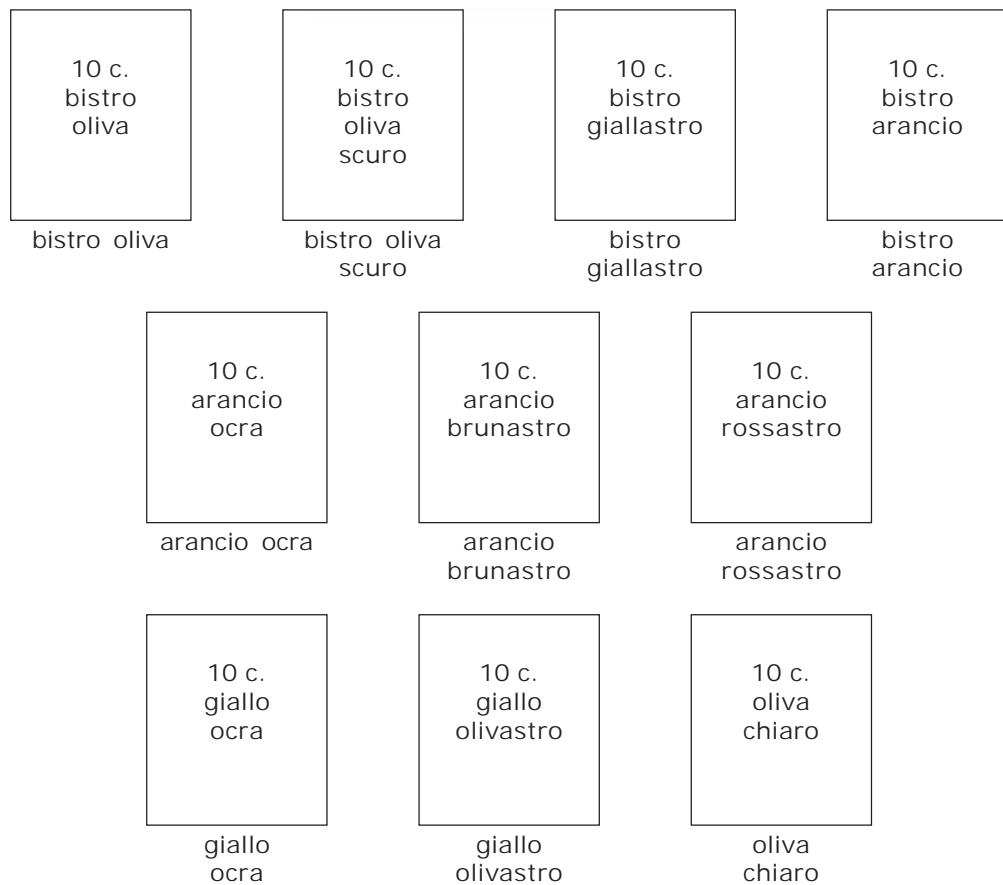 10 c.
bistro
oliva
bistro oliva
10 c.
bistro
oliva
scuro
bistro oliva
scuro
10 c.
bistro
giallastro
bistro
giallastro
10 c.
bistro
arancio
bistro
arancio
10 c.
arancio
ocra
arancio ocra
10 c.
arancio
brunastro
arancio
brunastro
10 c.
arancio
rossastro
arancio
rossastro
10 c.
giallo
ocra
giallo
ocra
10 c.
giallo
olivastro
giallo
olivastro
10 c.
oliva
chiaro
oliva
chiaro